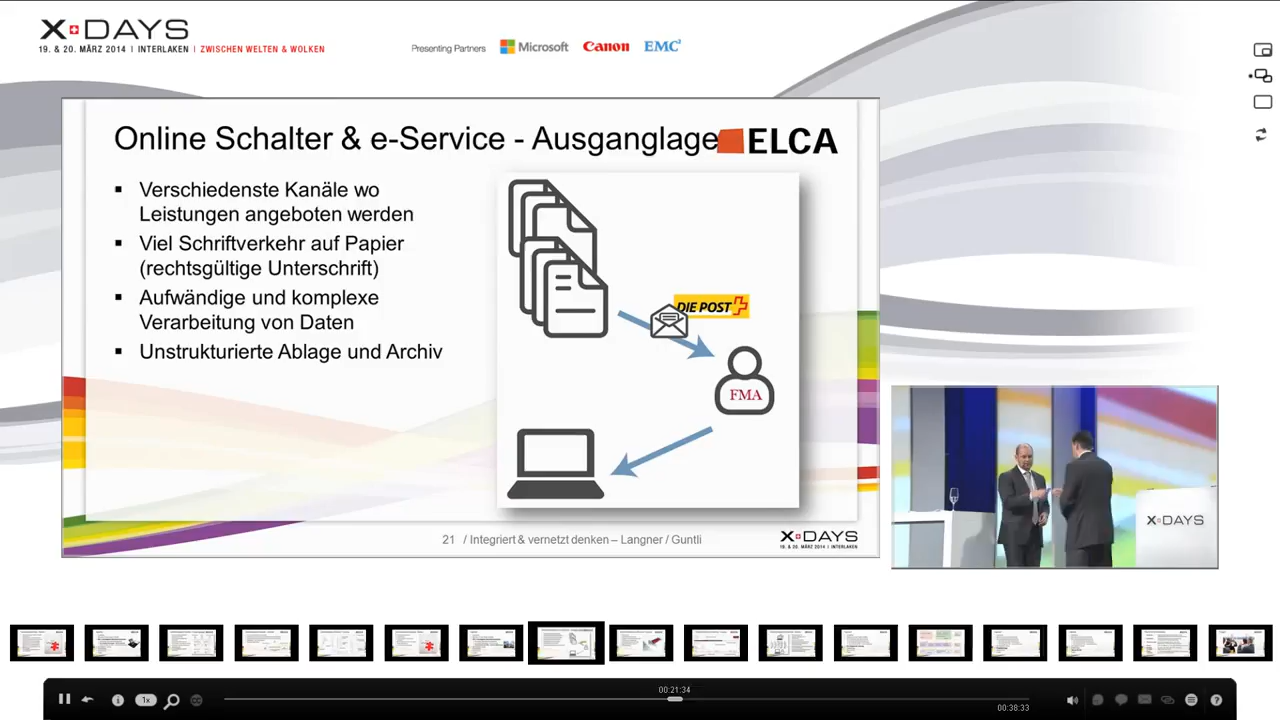 X+DAYS
19. & 20. MÄRZ 2014 | INTERLAKEN | ZWISCHEN WELTEN & WOLKEN
Presenting Partners Microsoft Canon EMC²
Online Schalter & e-Service - Ausganglage ELCA
▪ Verschiedenste Kanäle wo
Leistungen angeboten werden
▪ Viel Schriftverkehr auf Papier
(rechtsgültige Unterschrift)
▪ Aufwändige und komplexe
Verarbeitung von Daten
▪ Unstrukturierte Ablage und Archiv
DIE POST
FMA
21 / Integriert & vernetzt denken – Langner / Guntli
X+DAYS
19. & 20. MÄRZ 2014 | INTERLAKEN
X+DAYS
1x
00:21:34
00:38:33